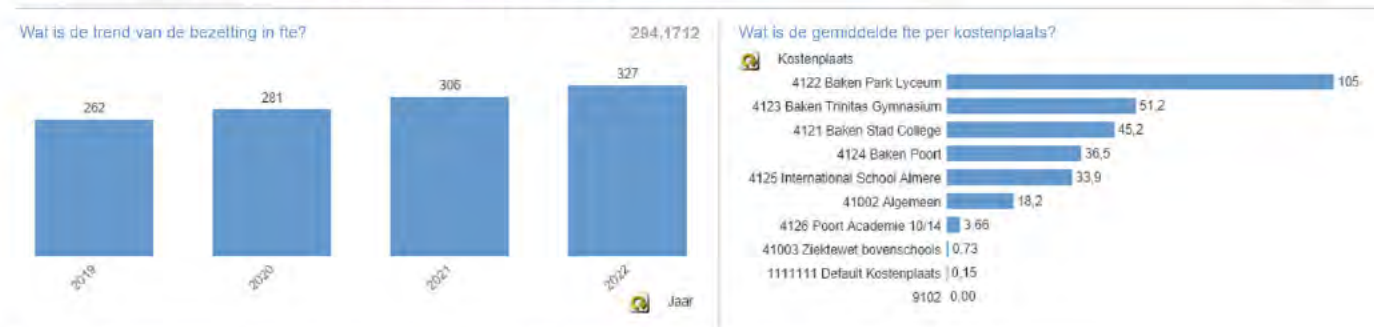 Wat is de trend van de bezetting in fte?
294,1712
262
281
306
327
2019
2020
2021
2022
Jaar
Wat is de gemiddelde fte per kostenplaats?
Kostenplaats
4122 Baken Park Lyceum 105
4123 Baken Trinitas Gymnasium 51,2
4121 Baken Stad College 45,2
4124 Baken Poort 36,5
4125 International School Almere 33,9
41002 Algemeen 18,2
4126 Poort Academie 10/14 3,66
41003 Ziektewet bovenschools 0,73
1111111 Default Kostenplaats 0,15
9102 0,00